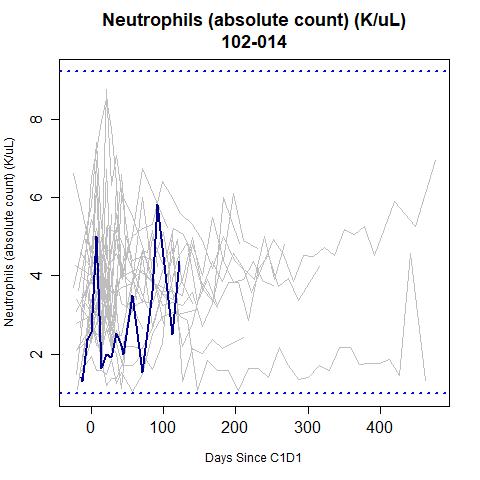 Neutrophils (absolute count) (K/uL)
102-014
Neutrophils (absolute count) (K/uL)
8
6
4
2
0 100 200 300 400
Days Since C1D1